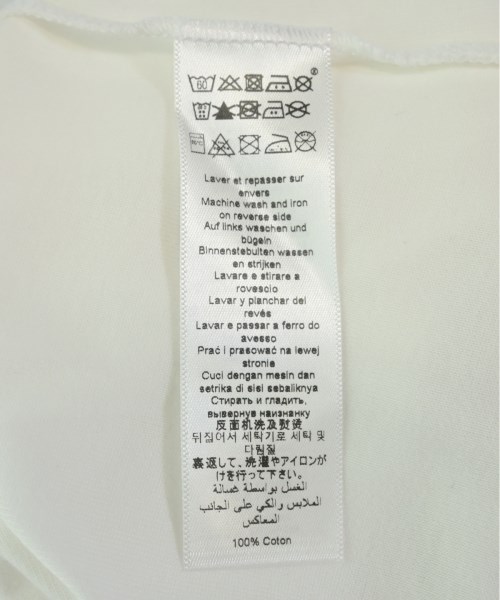 60
Laver et repasser sur
envers
Machine wash and iron
on reverse side
Auf links waschen und
bügeln
Binnenstebuiten wassen
en strijken
Lavare e stirare a
rovescio
Lavar y planchar del
revés
Lavar e passar a ferro do
avesso
Prać i prasować na lewej
stronie
Cuci dengan mesin dan
setrika di sisi sebaliknya
Стирать и гладить,
вывернув наизнанку
反面机洗及熨烫
뒤집어서 세탁기로 세탁 및
다림질
裏返して、洗濯やアイロンが
けを行って下さい。
الغسل بواسطة غسالة
الملابس والكي على الجانب
المعاكس
100% Coton